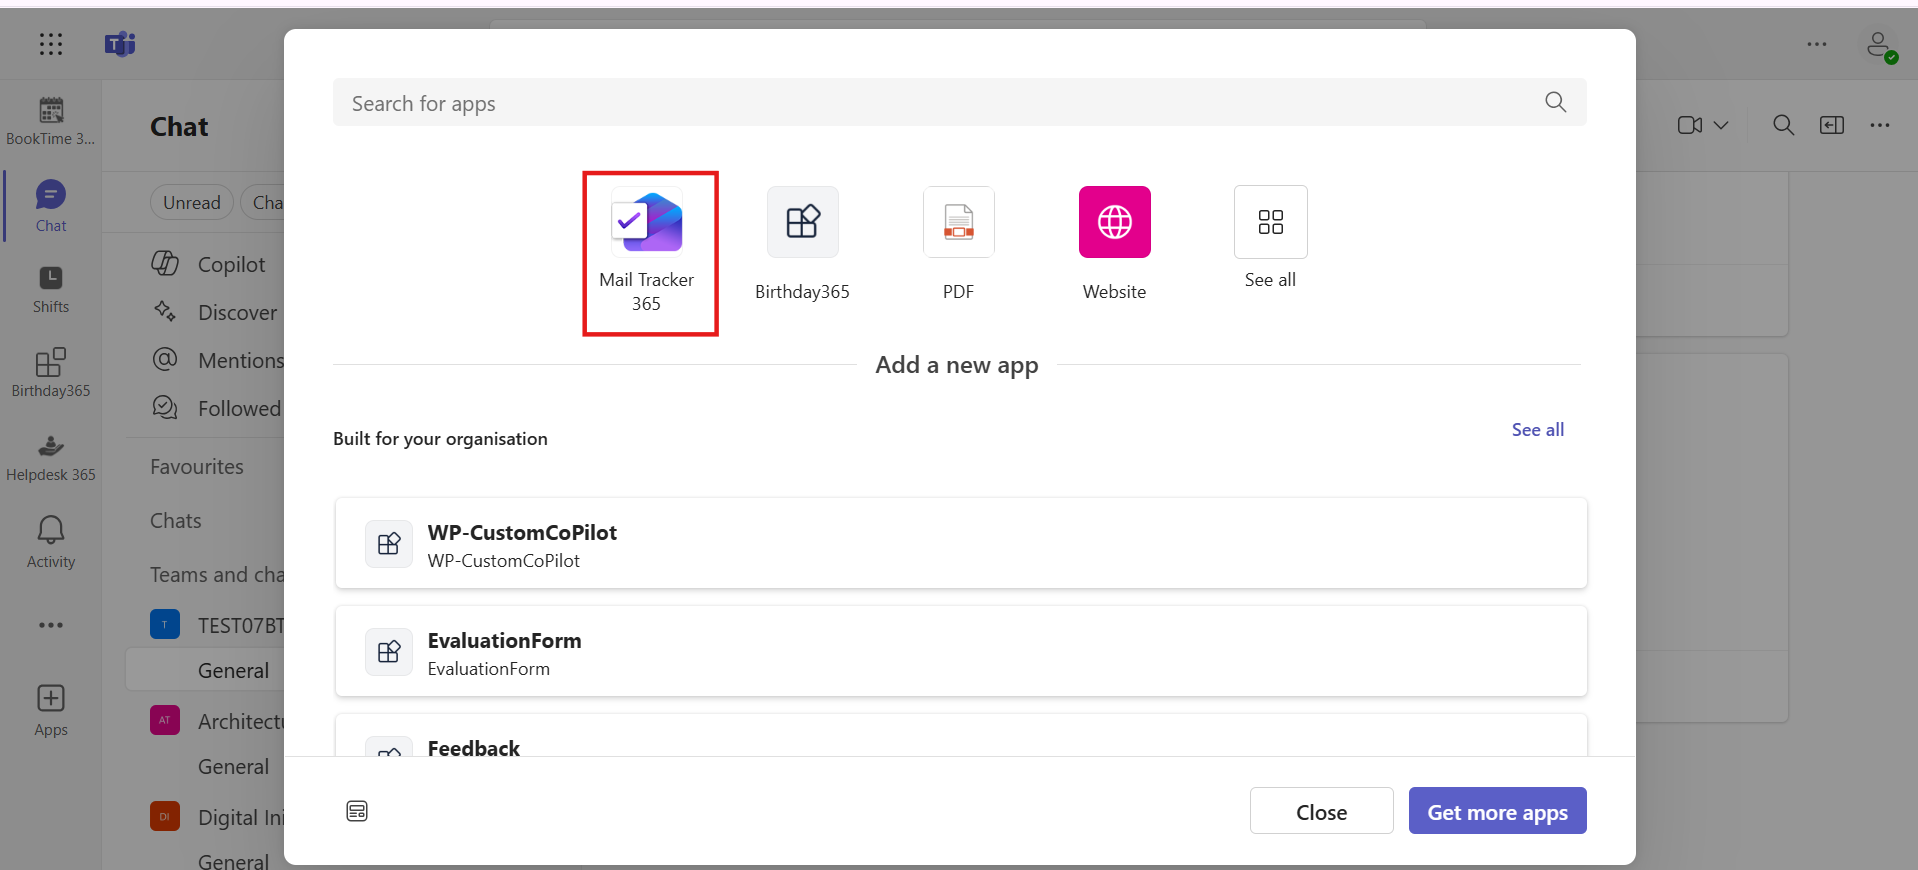 BookTime 3...
Chat
Shifts
Birthday365
Helpdesk 365
Activity
Apps
Chat
Unread
Cha
Copilot
Discover
Mentions
Followed
Favourites
Chats
Teams and cha
T
TEST07BT
General
AT
Architectu
General
DI
Digital Ini
General
Search for apps
Mail Tracker
365
Birthday365
PDF
Website
See all
Add a new app
Built for your organisation
See all
WP-CustomCoPilot
WP-CustomCoPilot
EvaluationForm
EvaluationForm
Feedback
Close
Get more apps